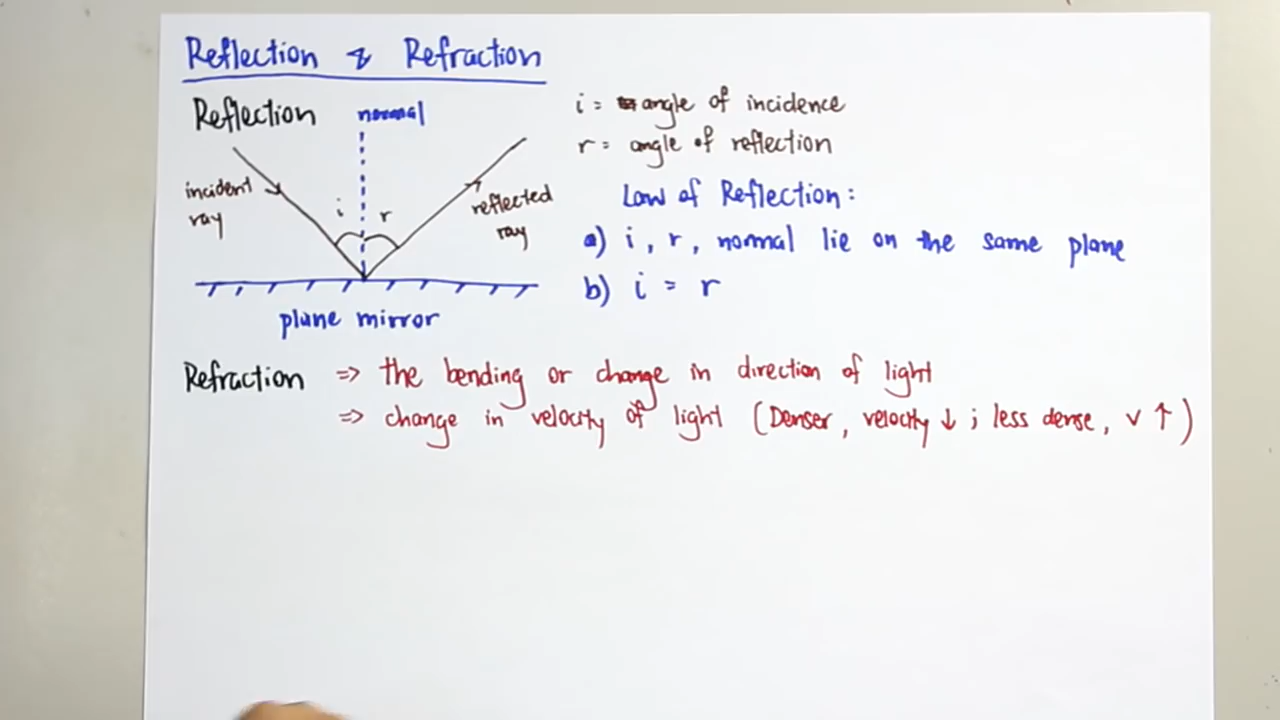 Reflection & Refraction
Reflection
normal
i = angle of incidence
r = angle of reflection
incident
ray
i
r
reflected
ray
Law of Reflection:
a) i, r, normal lie on the same plane
b) i = r
plane mirror
Refraction ⇒ the bending or change in direction of light
⇒ change in velocity of light (Denser, velocity ↓ ; less dense, v ↑)